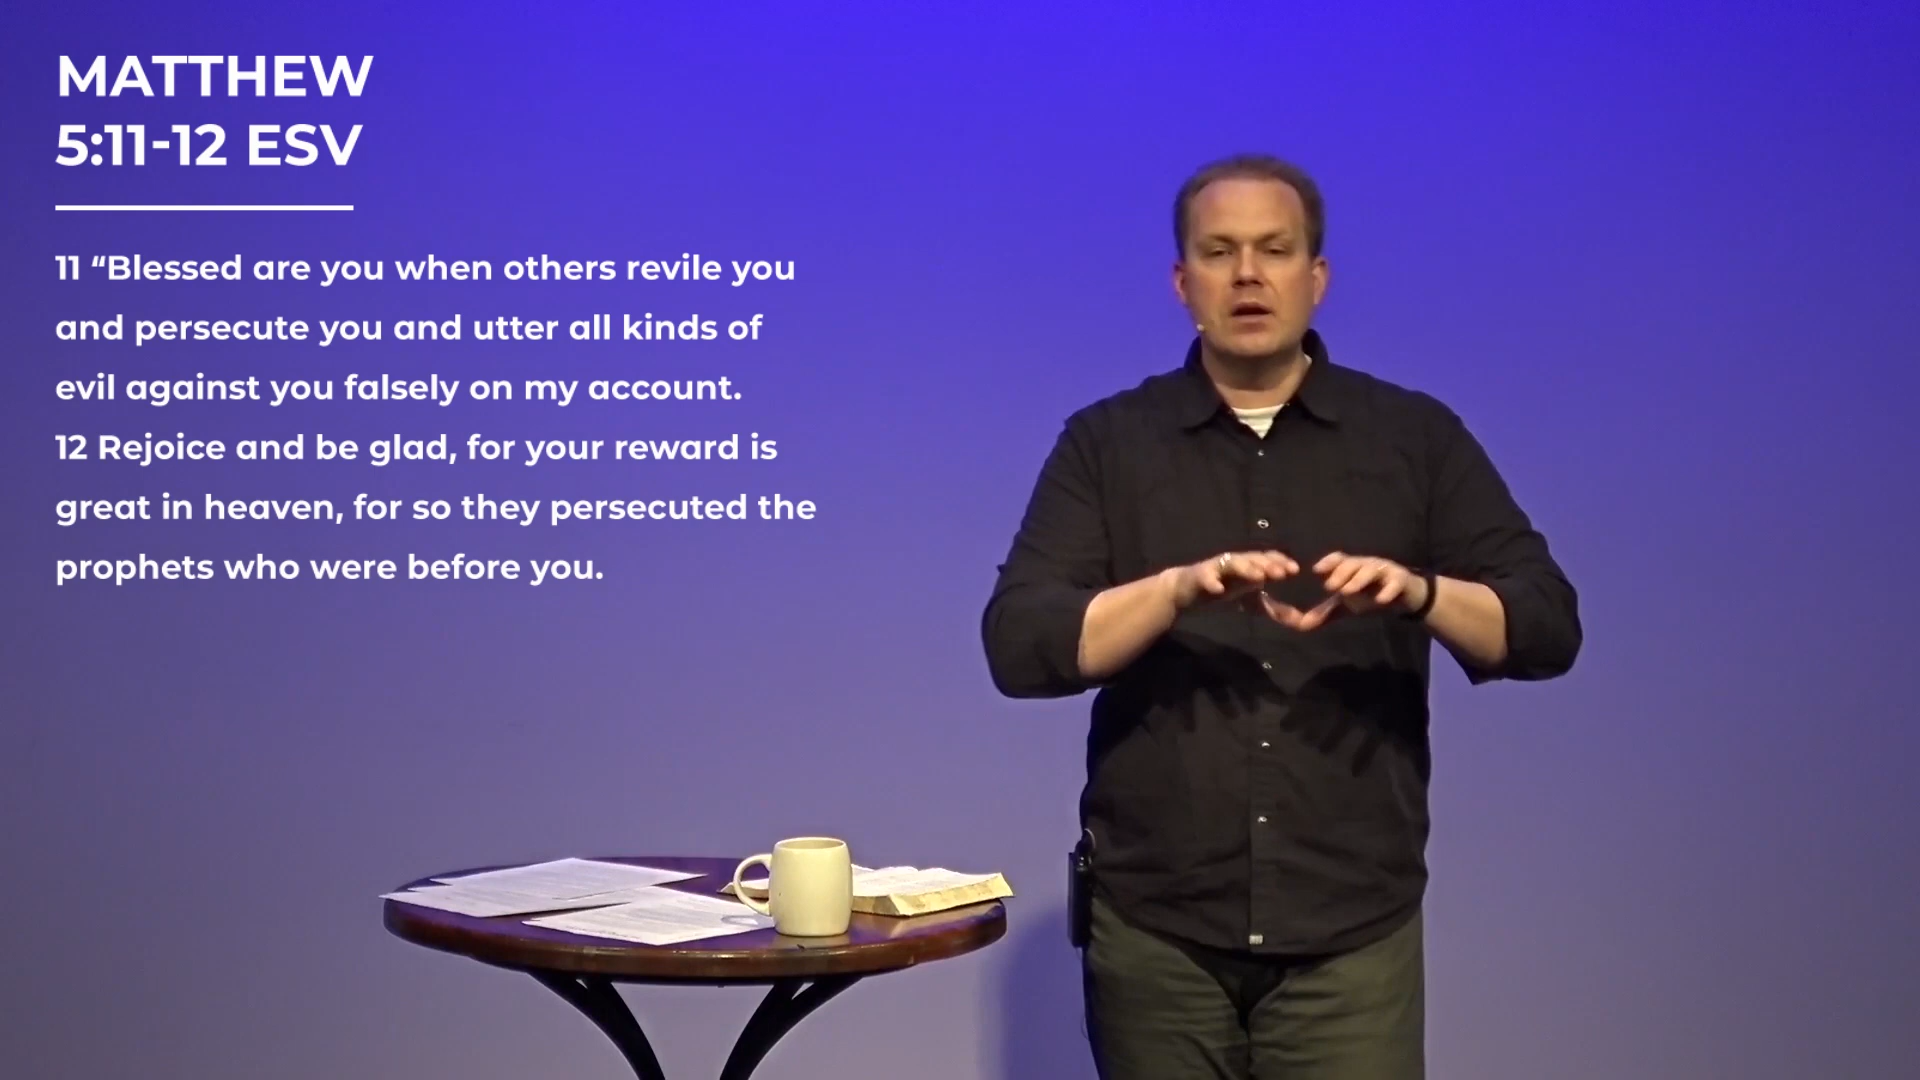 MATTHEW
5:11-12 ESV
11 “Blessed are you when others revile you
and persecute you and utter all kinds of
evil against you falsely on my account.
12 Rejoice and be glad, for your reward is
great in heaven, for so they persecuted the
prophets who were before you.